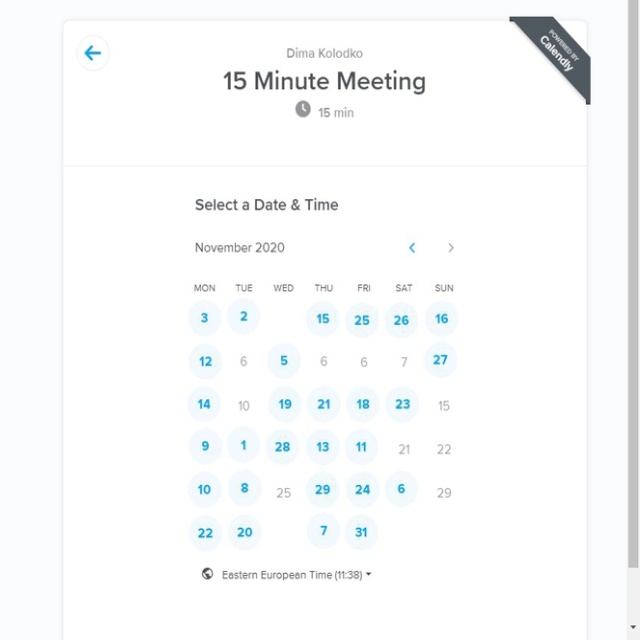 POWERED BY
Calendly
Dima Kolodko
15 Minute Meeting
15 min
Select a Date & Time
November 2020
MON TUE WED THU FRI SAT SUN
3 2 15 25 26 16
12 6 5 6 6 7 27
14 10 19 21 18 23 15
9 1 28 13 11 21 22
10 8 25 29 24 6 29
22 20 7 31
Eastern European Time (11:38)